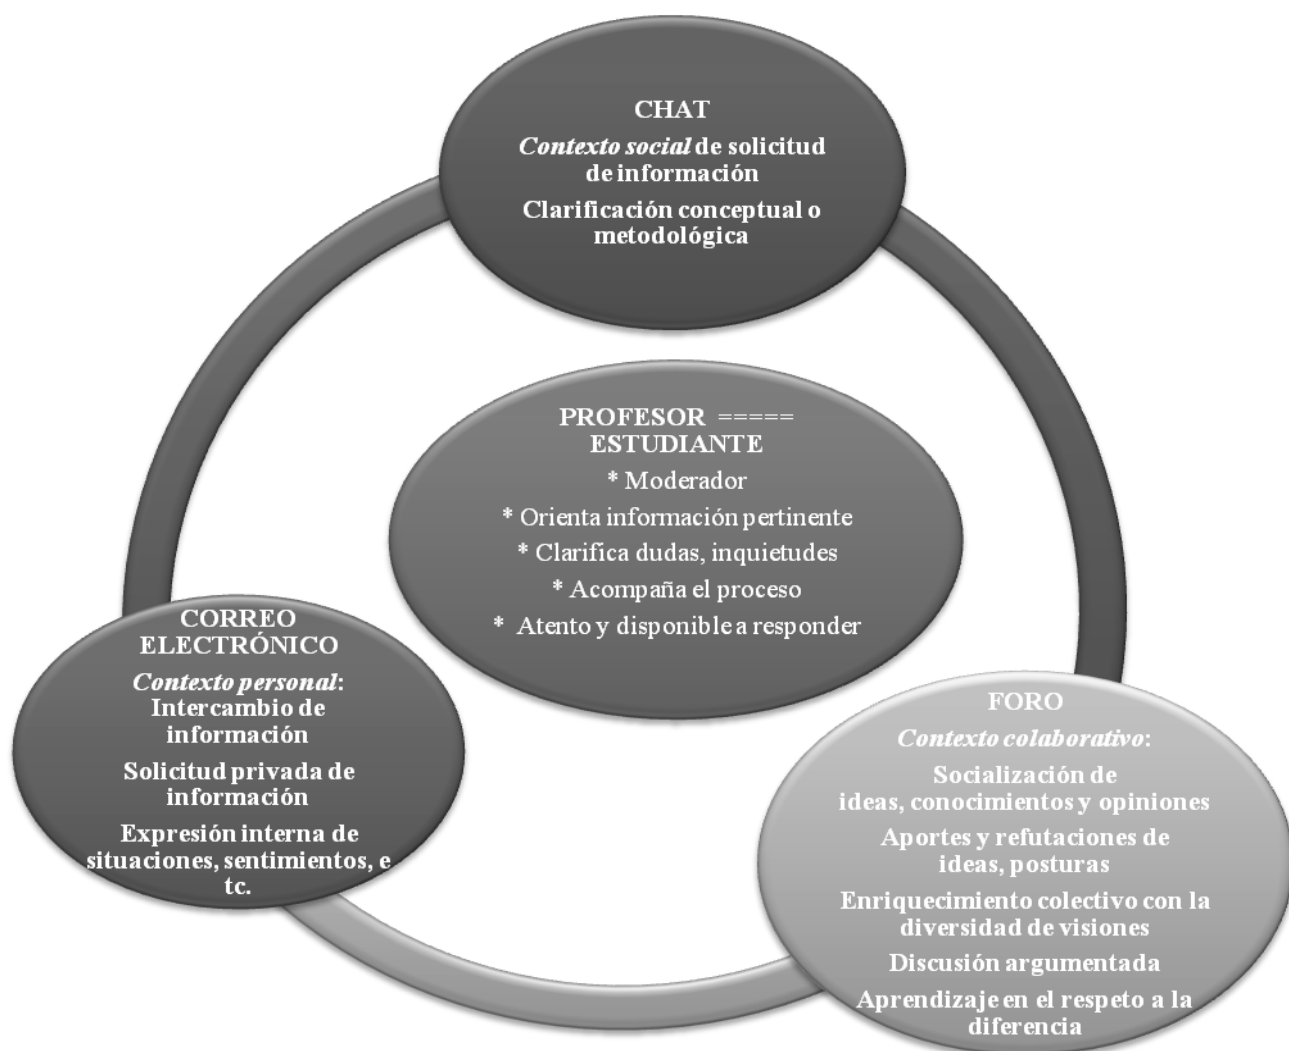 CHAT
Contexto social de solicitud
de información
Clarificación conceptual o
metodológica
PROFESOR =====
ESTUDIANTE
* Moderador
* Orienta información pertinente
* Clarifica dudas, inquietudes
* Acompaña el proceso
* Atento y disponible a responder
CORREO
ELECTRÓNICO
Contexto personal:
Intercambio de
información
Solicitud privada de
información
Expresión interna de
situaciones, sentimientos, e
tc.
FORO
Contexto colaborativo:
Socialización de
ideas, conocimientos y opiniones
Aportes y refutaciones de
ideas, posturas
Enriquecimiento colectivo con la
diversidad de visiones
Discusión argumentada
Aprendizaje en el respeto a la
diferencia